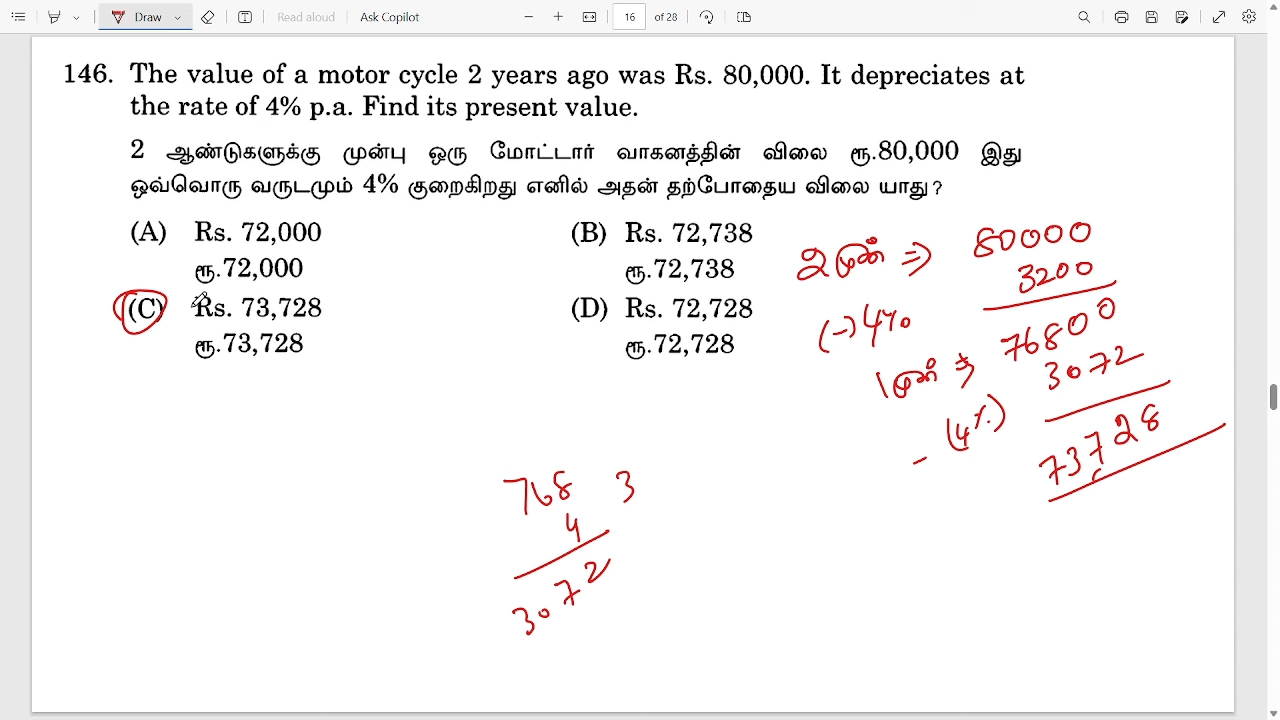 Draw
Read aloud
Ask Copilot
16 of 28
146. The value of a motor cycle 2 years ago was Rs. 80,000. It depreciates at
the rate of 4% p.a. Find its present value.
2 ஆண்டுகளுக்கு முன்பு ஒரு மோட்டார் வாகனத்தின் விலை ரூ.80,000 இது
ஒவ்வொரு வருடமும் 4% குறைகிறது எனில் அதன் தற்போதைய விலை யாது?
(A) Rs. 72,000
ரூ.72,000
(B) Rs. 72,738
ரூ.72,738
(C) Rs. 73,728
ரூ.73,728
(D) Rs. 72,728
ரூ.72,728
2 முன் ⇒ 80000
3200
(-) 4%
1 முன் ⇒ 76800
3072
- (4%)
73728
768 3
4
3072